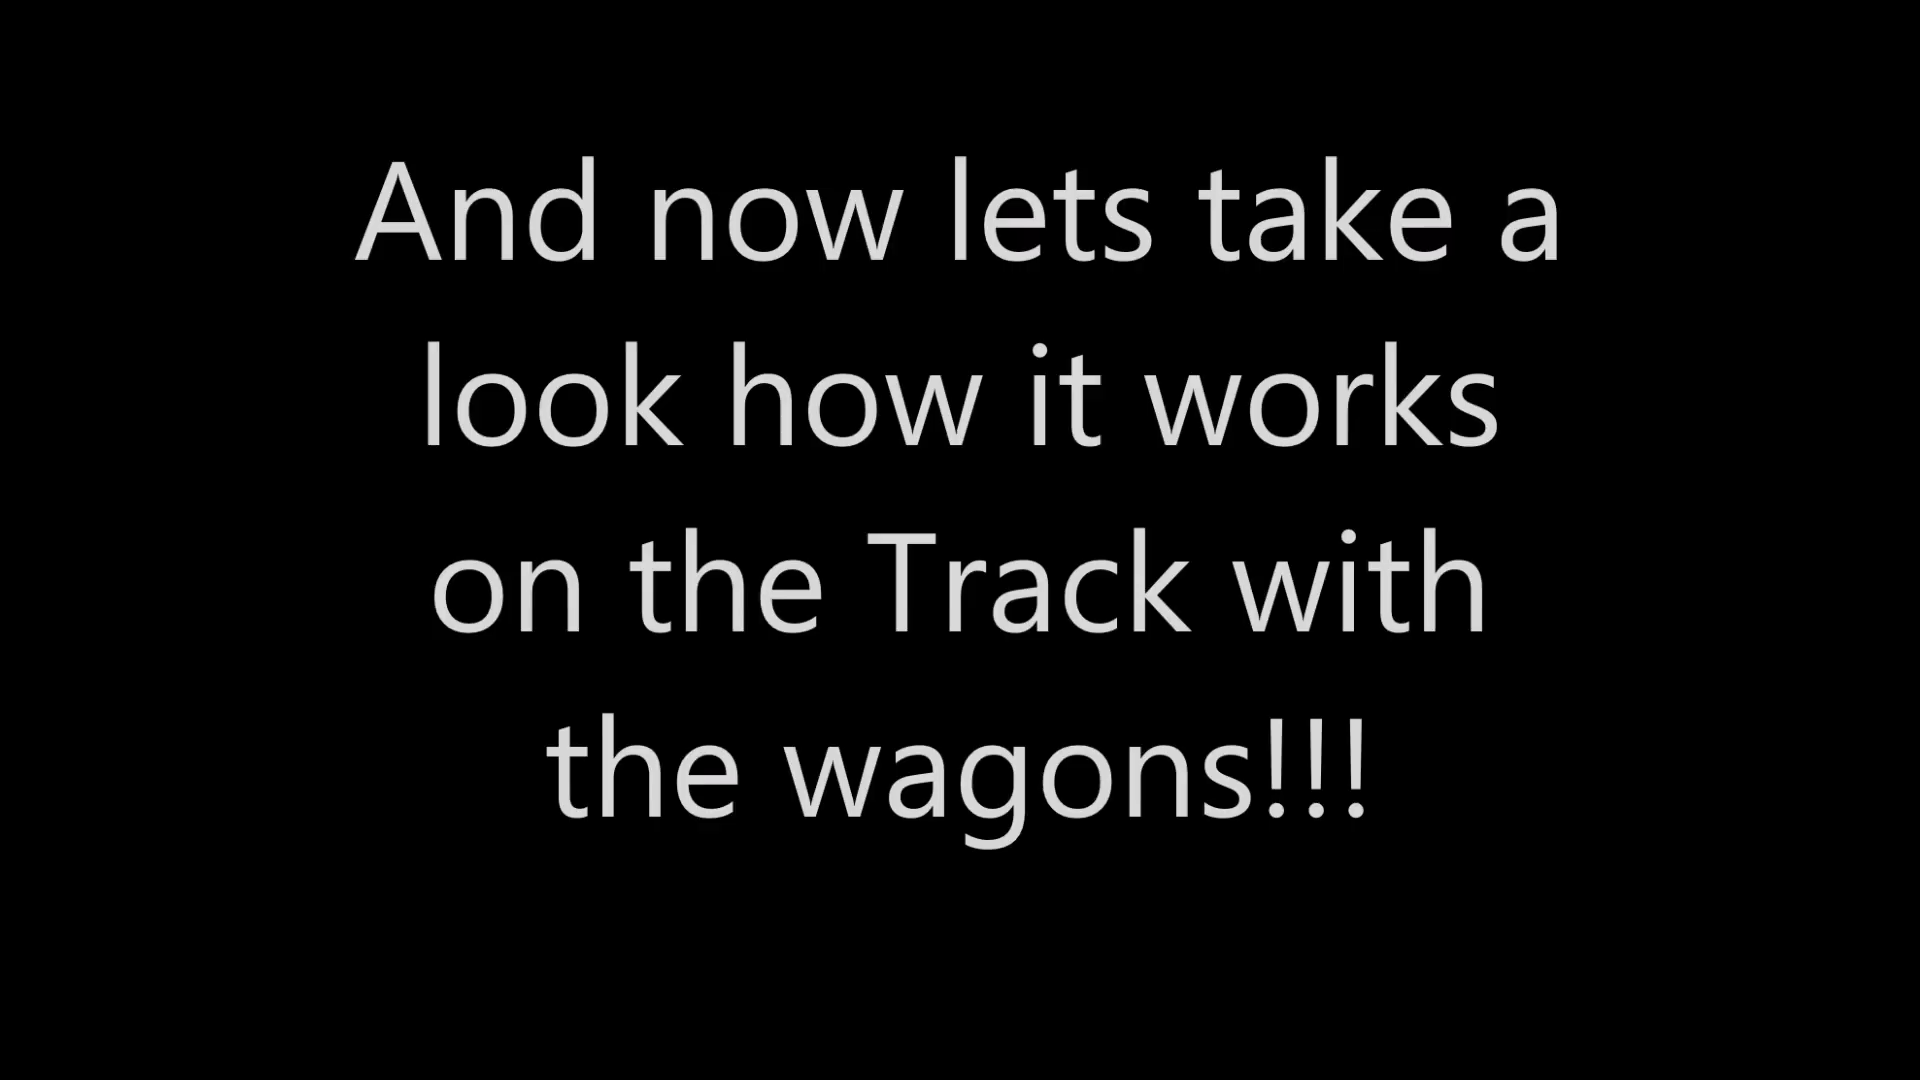 And now lets take a
look how it works
on the Track with
the wagons!!!